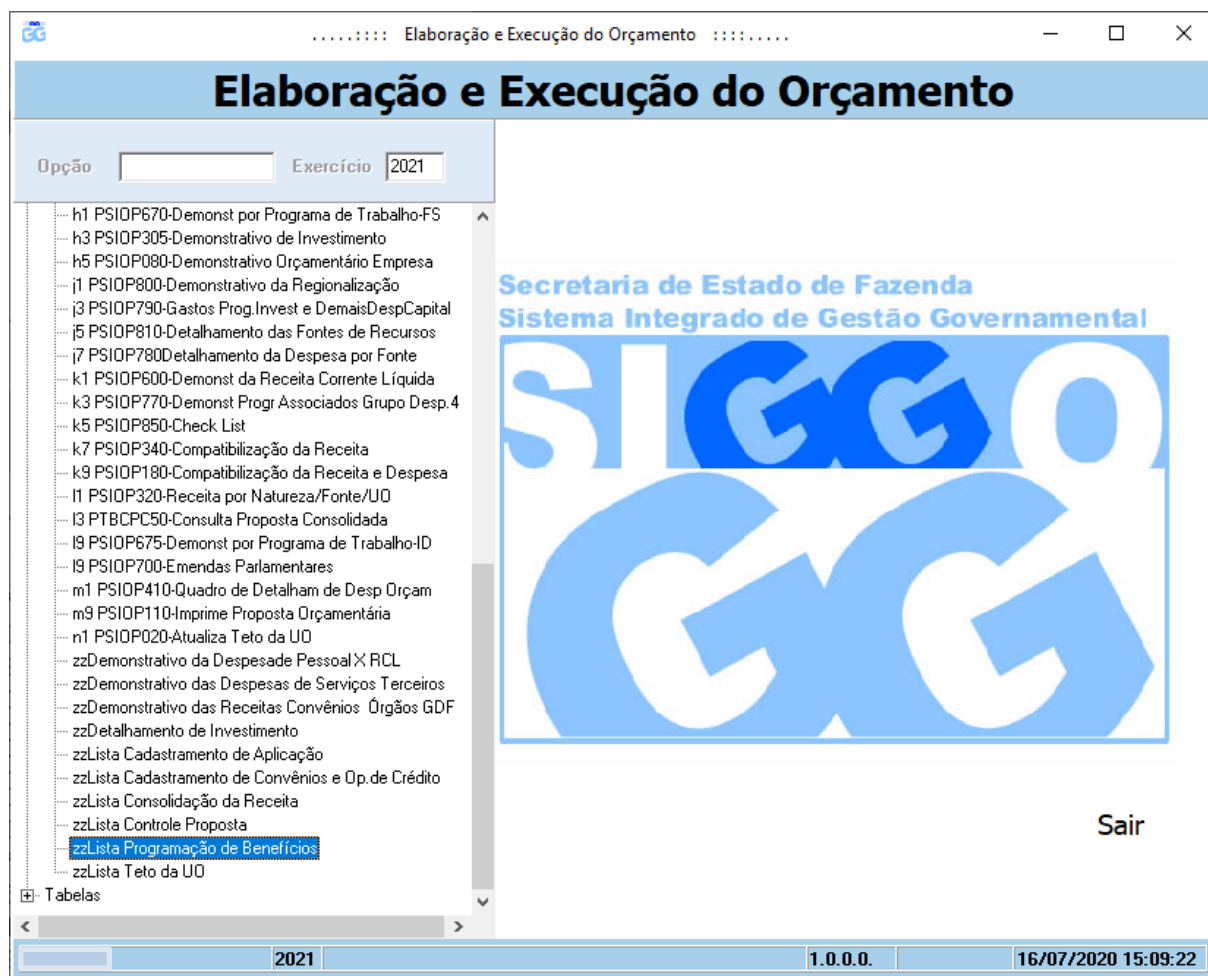 .....:::: Elaboração e Execução do Orçamento ::::.....
Elaboração e Execução do Orçamento
Opção Exercício 2021
h1 PSIOP670-Demonst por Programa de Trabalho-FS
h3 PSIOP305-Demonstrativo de Investimento
h5 PSIOP080-Demonstrativo Orçamentário Empresa
j1 PSIOP800-Demonstrativo da Regionalização
j3 PSIOP790-Gastos Prog.Invest e DemaisDespCapital
j5 PSIOP810-Detalhamento das Fontes de Recursos
j7 PSIOP780Detalhamento da Despesa por Fonte
k1 PSIOP600-Demonst da Receita Corrente Líquida
k3 PSIOP770-Demonst Progr Associados Grupo Desp.4
k5 PSIOP850-Check List
k7 PSIOP340-Compatibilização da Receita
k9 PSIOP180-Compatibilização da Receita e Despesa
l1 PSIOP320-Receita por Natureza/Fonte/UO
l3 PTBCPC50-Consulta Proposta Consolidada
l9 PSIOP675-Demonst por Programa de Trabalho-ID
l9 PSIOP700-Emendas Parlamentares
m1 PSIOP410-Quadro de Detalham de Desp Orçam
m9 PSIOP110-Imprime Proposta Orçamentária
n1 PSIOP020-Atualiza Teto da UO
zzDemonstrativo da Despesade Pessoal X RCL
zzDemonstrativo das Despesas de Serviços Terceiros
zzDemonstrativo das Receitas Convênios Órgãos GDF
zzDetalhamento de Investimento
zzLista Cadastramento de Aplicação
zzLista Cadastramento de Convênios e Op.de Crédito
zzLista Consolidação da Receita
zzLista Controle Proposta
zzLista Programação de Benefícios
zzLista Teto da UO
Tabelas
Secretaria de Estado de Fazenda
Sistema Integrado de Gestão Governamental
SIGGO
GG
Sair
2021 1.0.0.0. 16/07/2020 15:09:22